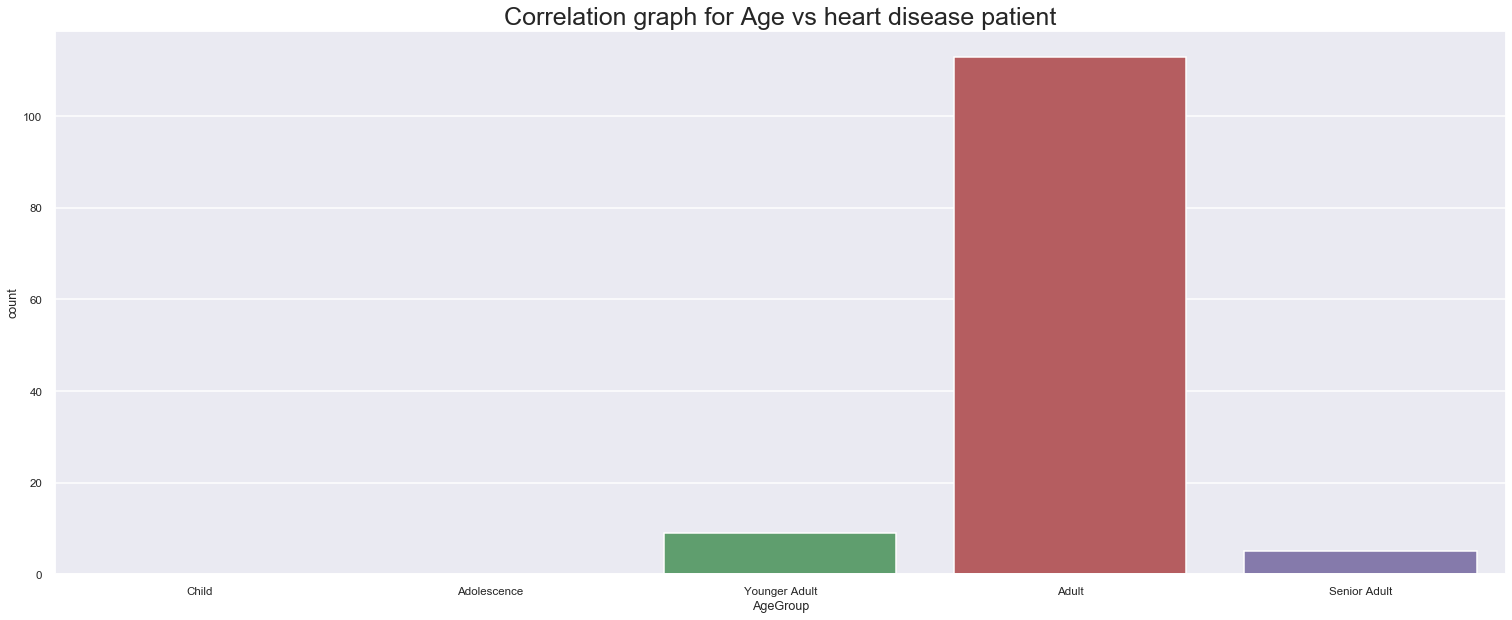 Correlation graph for Age vs heart disease patient
count
100
80
60
40
20
0
Child Adolescence Younger Adult Adult Senior Adult
AgeGroup